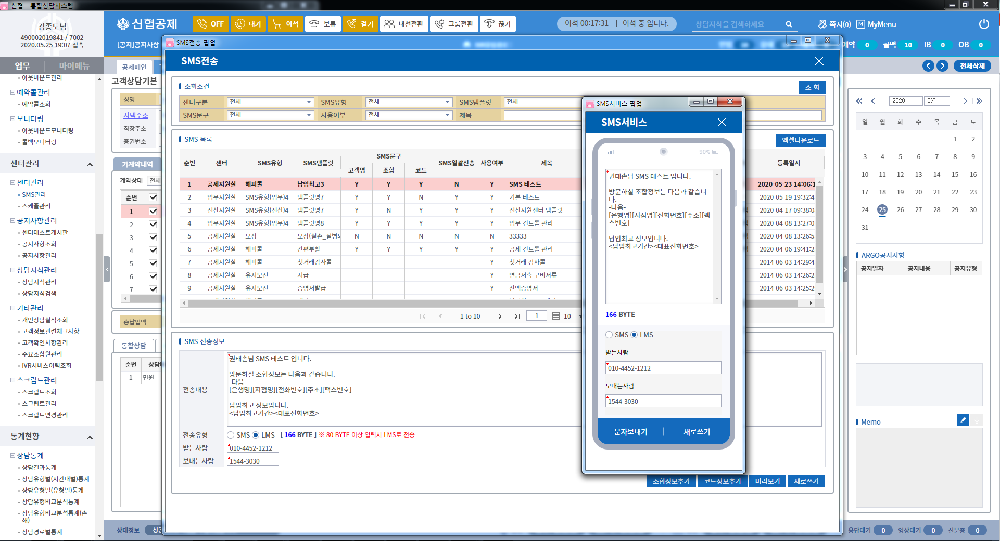 신협 - 통합상담시스템
김종도님
490002019841 / 7002
2020.05.25 19:07 접속
신협공제
OFF 대기 이석 보류 걸기 내선전환 그룹전환 끊기
이석 00:17:31 | 이석 중 입니다.
상담지식을 검색하세요
쪽지(0) MyMenu
[공지]공지사항
예약 0 콜백 10 IB 0 OB 0
업무 마이메뉴
공제메인
전체삭제
아웃바운드관리
예약콜관리
예약콜조회
모니터링
아웃바운드모니터링
콜백모니터링
센터관리
센터관리
SMS관리
스케쥴관리
공지사항관리
센터테스트게시판
공지사항조회
공지사항관리
상담지식관리
상담지식관리
상담지식검색
기타관리
개인상담실적조회
고객정보관련체크사항
고객확인사항관리
주요조합원관리
IVR서비스이력조회
스크립트관리
스크립트조회
스크립트관리
스크립트변경관리
통계현황
상담통계
상담결과통계
상담유형별(시간대별)통계
상담유형별(유형별)통계
상담유형비교분석통계
상담유형비교분석통계(손
해)
상담경로별통계
고객상담기본
성명
자택주소
직장주소
증권번호
기계약내역
계약상태 전체
순번
1
2
3
4
5
6
7
총납입액
통합상담
순번
1 민원
상태정보
SMS전송 팝업
SMS전송
조회조건
조 회
센터구분 전체 SMS유형 전체 SMS템플릿 전체
SMS문구 전체 사용여부 전체 제목
SMS 목록
엑셀다운로드
순번 센터 SMS유형 SMS템플릿 SMS문구 SMS일괄전송 사용여부 제목 등록일시
고객명 조합 코드
1 공제지원실 해피콜 납입최고3 Y Y Y N Y SMS 테스트 2020-05-23 14:06:1
2 업무지원실 SMS유형(업무)4 템플릿명7 Y Y N Y Y 기본 테스트 2020-05-19 19:32:4
3 전산지원실 SMS유형(전산)4 템플릿명7 Y N Y Y Y 전산지원센터 템플릿 2020-04-17 09:38:0
4 업무지원실 SMS유형(업무)4 템플릿명8 Y Y Y Y Y 업무 컨트롤 관리 2020-04-08 13:27:0
5 공제지원실 보상 보상(실손_질병외 N N N N N 33333 2020-04-08 13:26:5
6 공제지원실 해피콜 간편부활 Y Y Y Y Y 공제 컨트롤 관리 2020-04-06 19:41:2
7 공제지원실 해피콜 첫거래감사콜 Y 첫거래 감사콜 2014-06-03 14:29:4
8 공제지원실 유지보전 지급 Y 연금저축 구비서류 2014-06-03 14:26:2
9 공제지원실 유지보전 증명서발급 Y 잔액증명서 2014-06-03 14:25:2
1 to 10 1 10
SMS 전송정보
전송내용
권태손님 SMS 테스트 입니다.
방문하실 조합정보는 다음과 같습니다.
-다음-
[은행명][지점명][전화번호][주소][팩스번호]
납입최고 정보입니다.
<납입최고기간><대표전화번호>
전송유형 SMS LMS [ 166 BYTE ] ※ 80 BYTE 이상 입력시 LMS로 전송
받는사람 010-4452-1212
보내는사람 1544-3030
조합정보추가 코드정보추가 미리보기 새로쓰기
SMS서비스 팝업
SMS서비스
90%
권태손님 SMS 테스트 입니다.
방문하실 조합정보는 다음과 같습니
다.
-다음-
[은행명][지점명][전화번호][주소][팩
스번호]
납입최고 정보입니다.
<납입최고기간><대표전화번호>
166 BYTE
SMS LMS
받는사람
010-4452-1212
보내는사람
1544-3030
문자보내기 새로쓰기
2020 5월
일 월 화 수 목 금 토
1 2
3 4 5 6 7 8 9
10 11 12 13 14 15 16
17 18 19 20 21 22 23
24 25 26 27 28 29 30
31
ARGO공지사항
공지일자 공지내용 공지유형
Memo
응답대기 0 영상대기 0 신분증 0